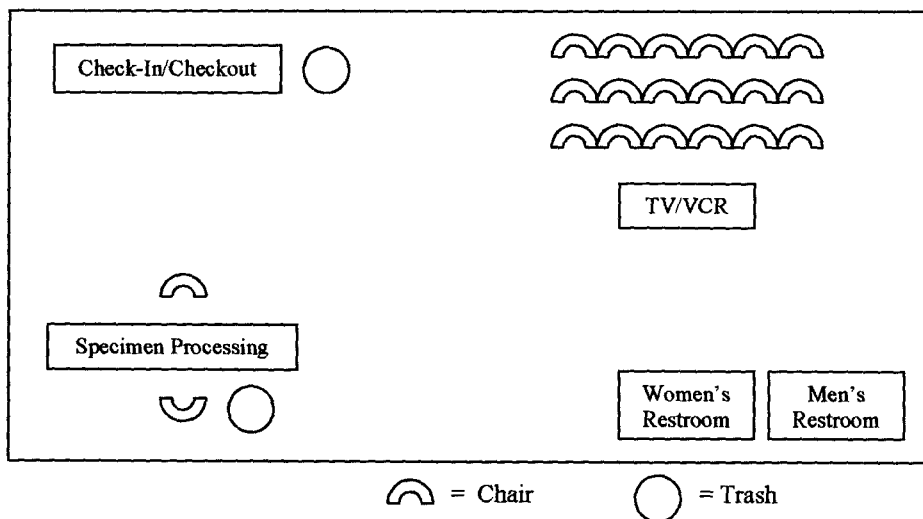 Check-In/Checkout
TV/VCR
Specimen Processing
Women's
Restroom
Men's
Restroom
= Chair
= Trash